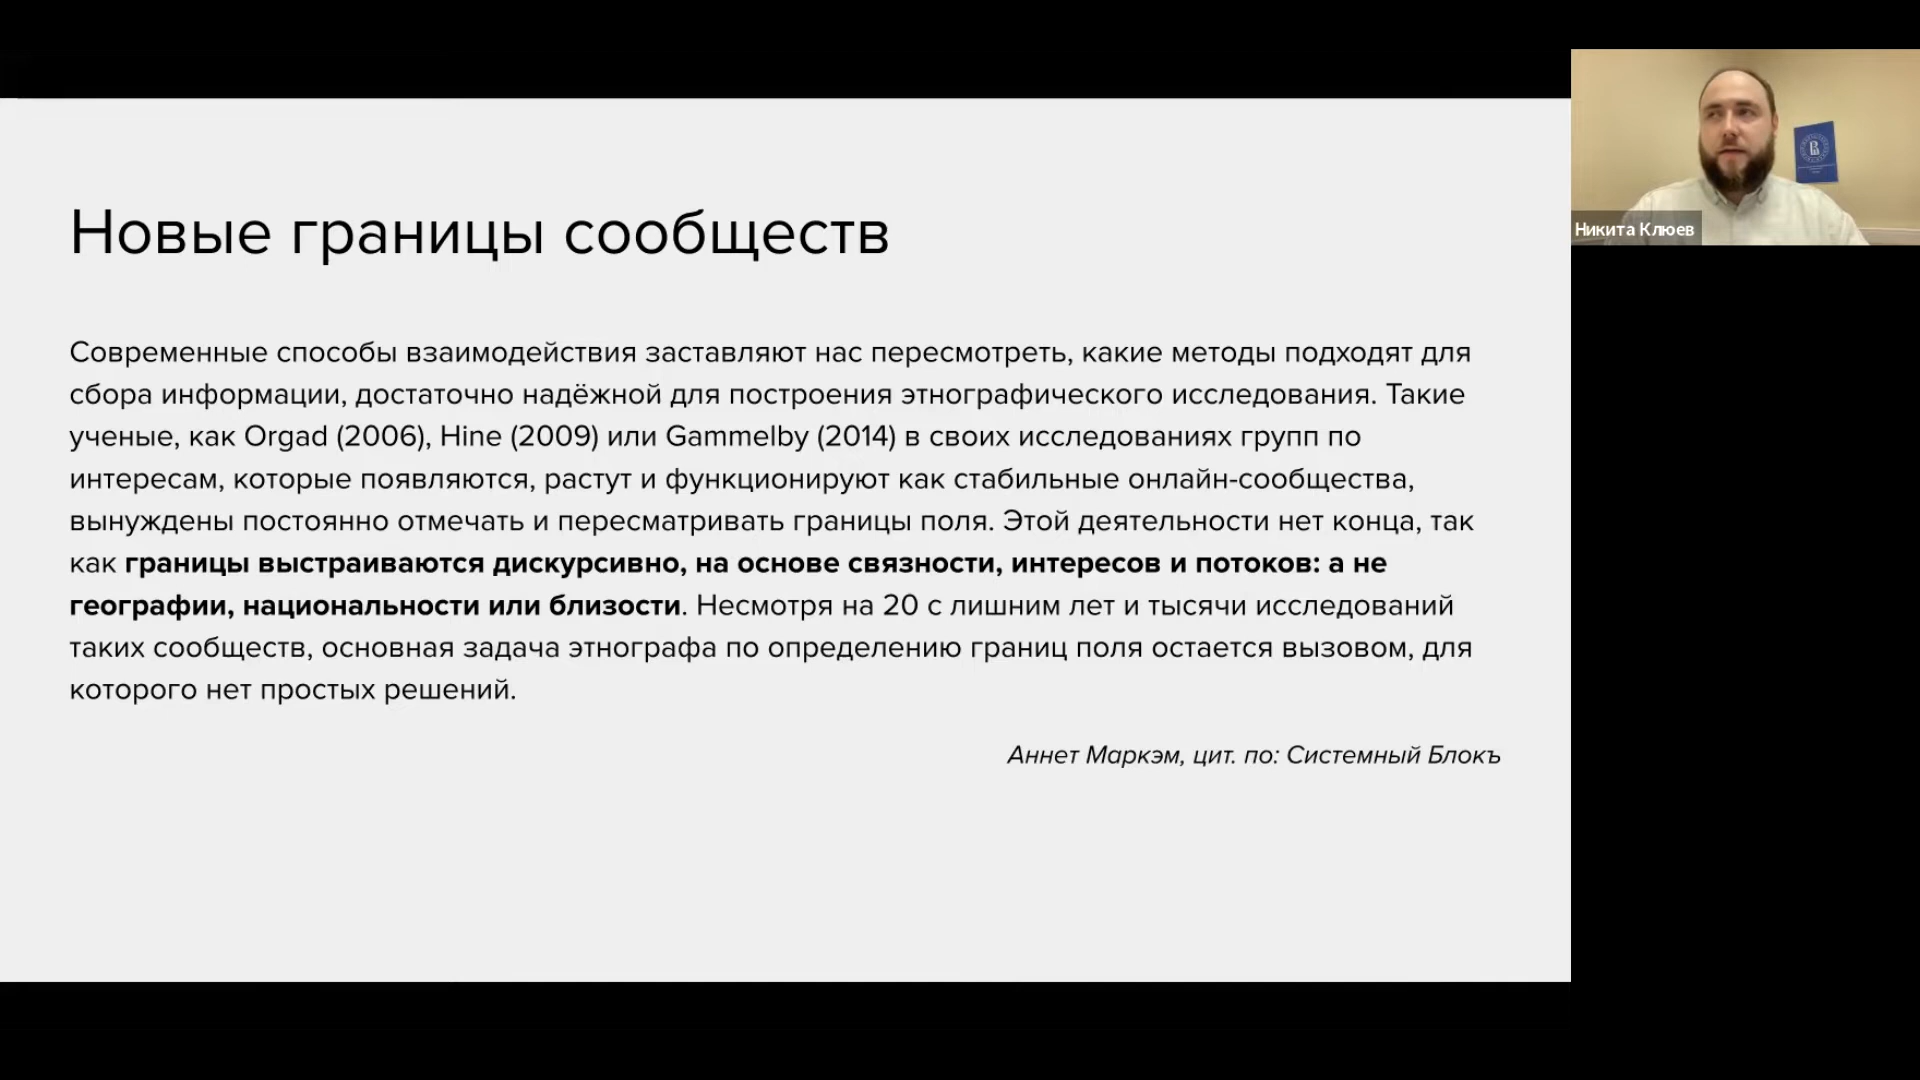 Новые границы сообществ
Современные способы взаимодействия заставляют нас пересмотреть, какие методы подходят для
сбора информации, достаточно надёжной для построения этнографического исследования. Такие
ученые, как Orgad (2006), Hine (2009) или Gammelby (2014) в своих исследованиях групп по
интересам, которые появляются, растут и функционируют как стабильные онлайн-сообщества,
вынуждены постоянно отмечать и пересматривать границы поля. Этой деятельности нет конца, так
как границы выстраиваются дискурсивно, на основе связности, интересов и потоков: а не
географии, национальности или близости. Несмотря на 20 с лишним лет и тысячи исследований
таких сообществ, основная задача этнографа по определению границ поля остается вызовом, для
которого нет простых решений.
Аннет Маркэм, цит. по: Системный Блокъ
Никита Клюев